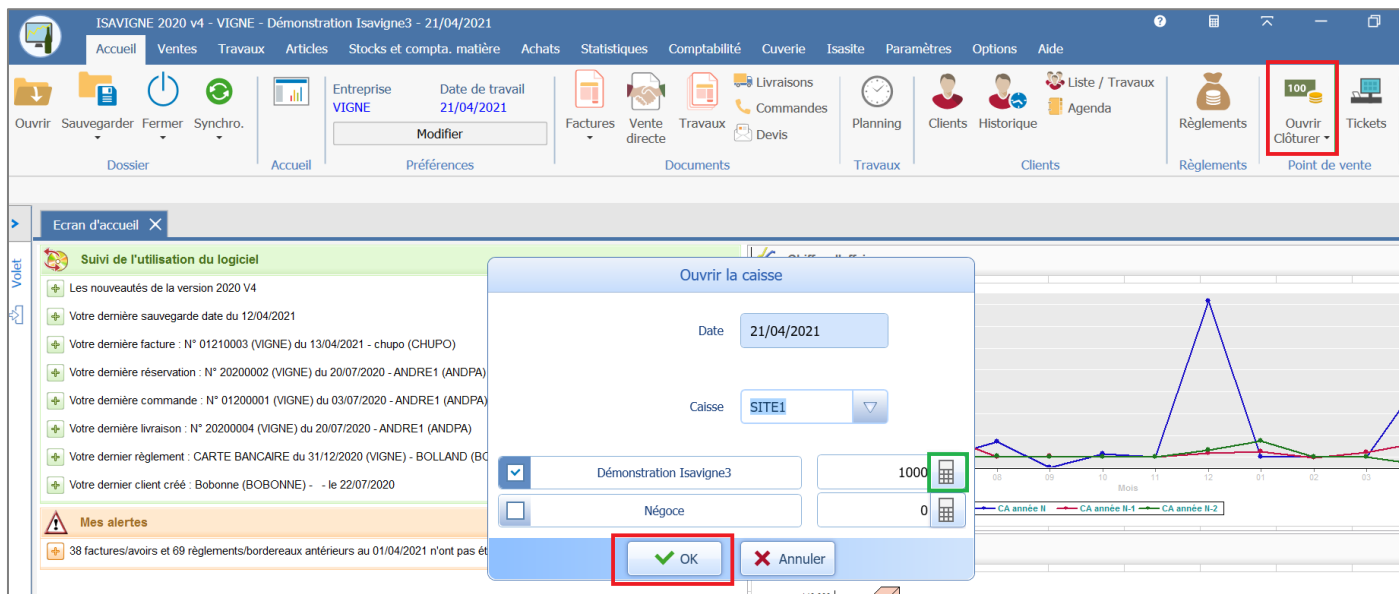 ISAVIGNE 2020 v4 - VIGNE - Démonstration Isavigne3 - 21/04/2021
Accueil Ventes Travaux Articles Stocks et compta. matière Achats Statistiques Comptabilité Cuverie Isasite Paramètres Options Aide
Ouvrir Sauvegarder Fermer Synchro.
Dossier
Accueil
Entreprise Date de travail
VIGNE 21/04/2021
Modifier
Préférences
Factures Vente directe Travaux
Livraisons
Commandes
Devis
Documents
Planning
Travaux
Clients Historique
Liste / Travaux
Agenda
Clients
Règlements
Règlements
100
Ouvrir
Clôturer
Tickets
Point de vente
Volet
Ecran d'accueil
Suivi de l'utilisation du logiciel
Les nouveautés de la version 2020 V4
Votre dernière sauvegarde date du 12/04/2021
Votre dernière facture : N° 01210003 (VIGNE) du 13/04/2021 - chupo (CHUPO)
Votre dernière réservation : N° 20200002 (VIGNE) du 20/07/2020 - ANDRE1 (ANDPA)
Votre dernière commande : N° 01200001 (VIGNE) du 03/07/2020 - ANDRE1 (ANDPA)
Votre dernière livraison : N° 20200004 (VIGNE) du 20/07/2020 - ANDRE1 (ANDPA)
Votre dernier règlement : CARTE BANCAIRE du 31/12/2020 (VIGNE) - BOLLAND (BO
Votre dernier client créé : Bobonne (BOBONNE) - - le 22/07/2020
Mes alertes
38 factures/avoirs et 69 règlements/bordereaux antérieurs au 01/04/2021 n'ont pas ét
Ouvrir la caisse
Date 21/04/2021
Caisse SITE1
Démonstration Isavigne3 1000
Négoce 0
OK Annuler
08 09 10 11 12 01 02 03
Mois
CA année N CA année N-1 CA année N-2